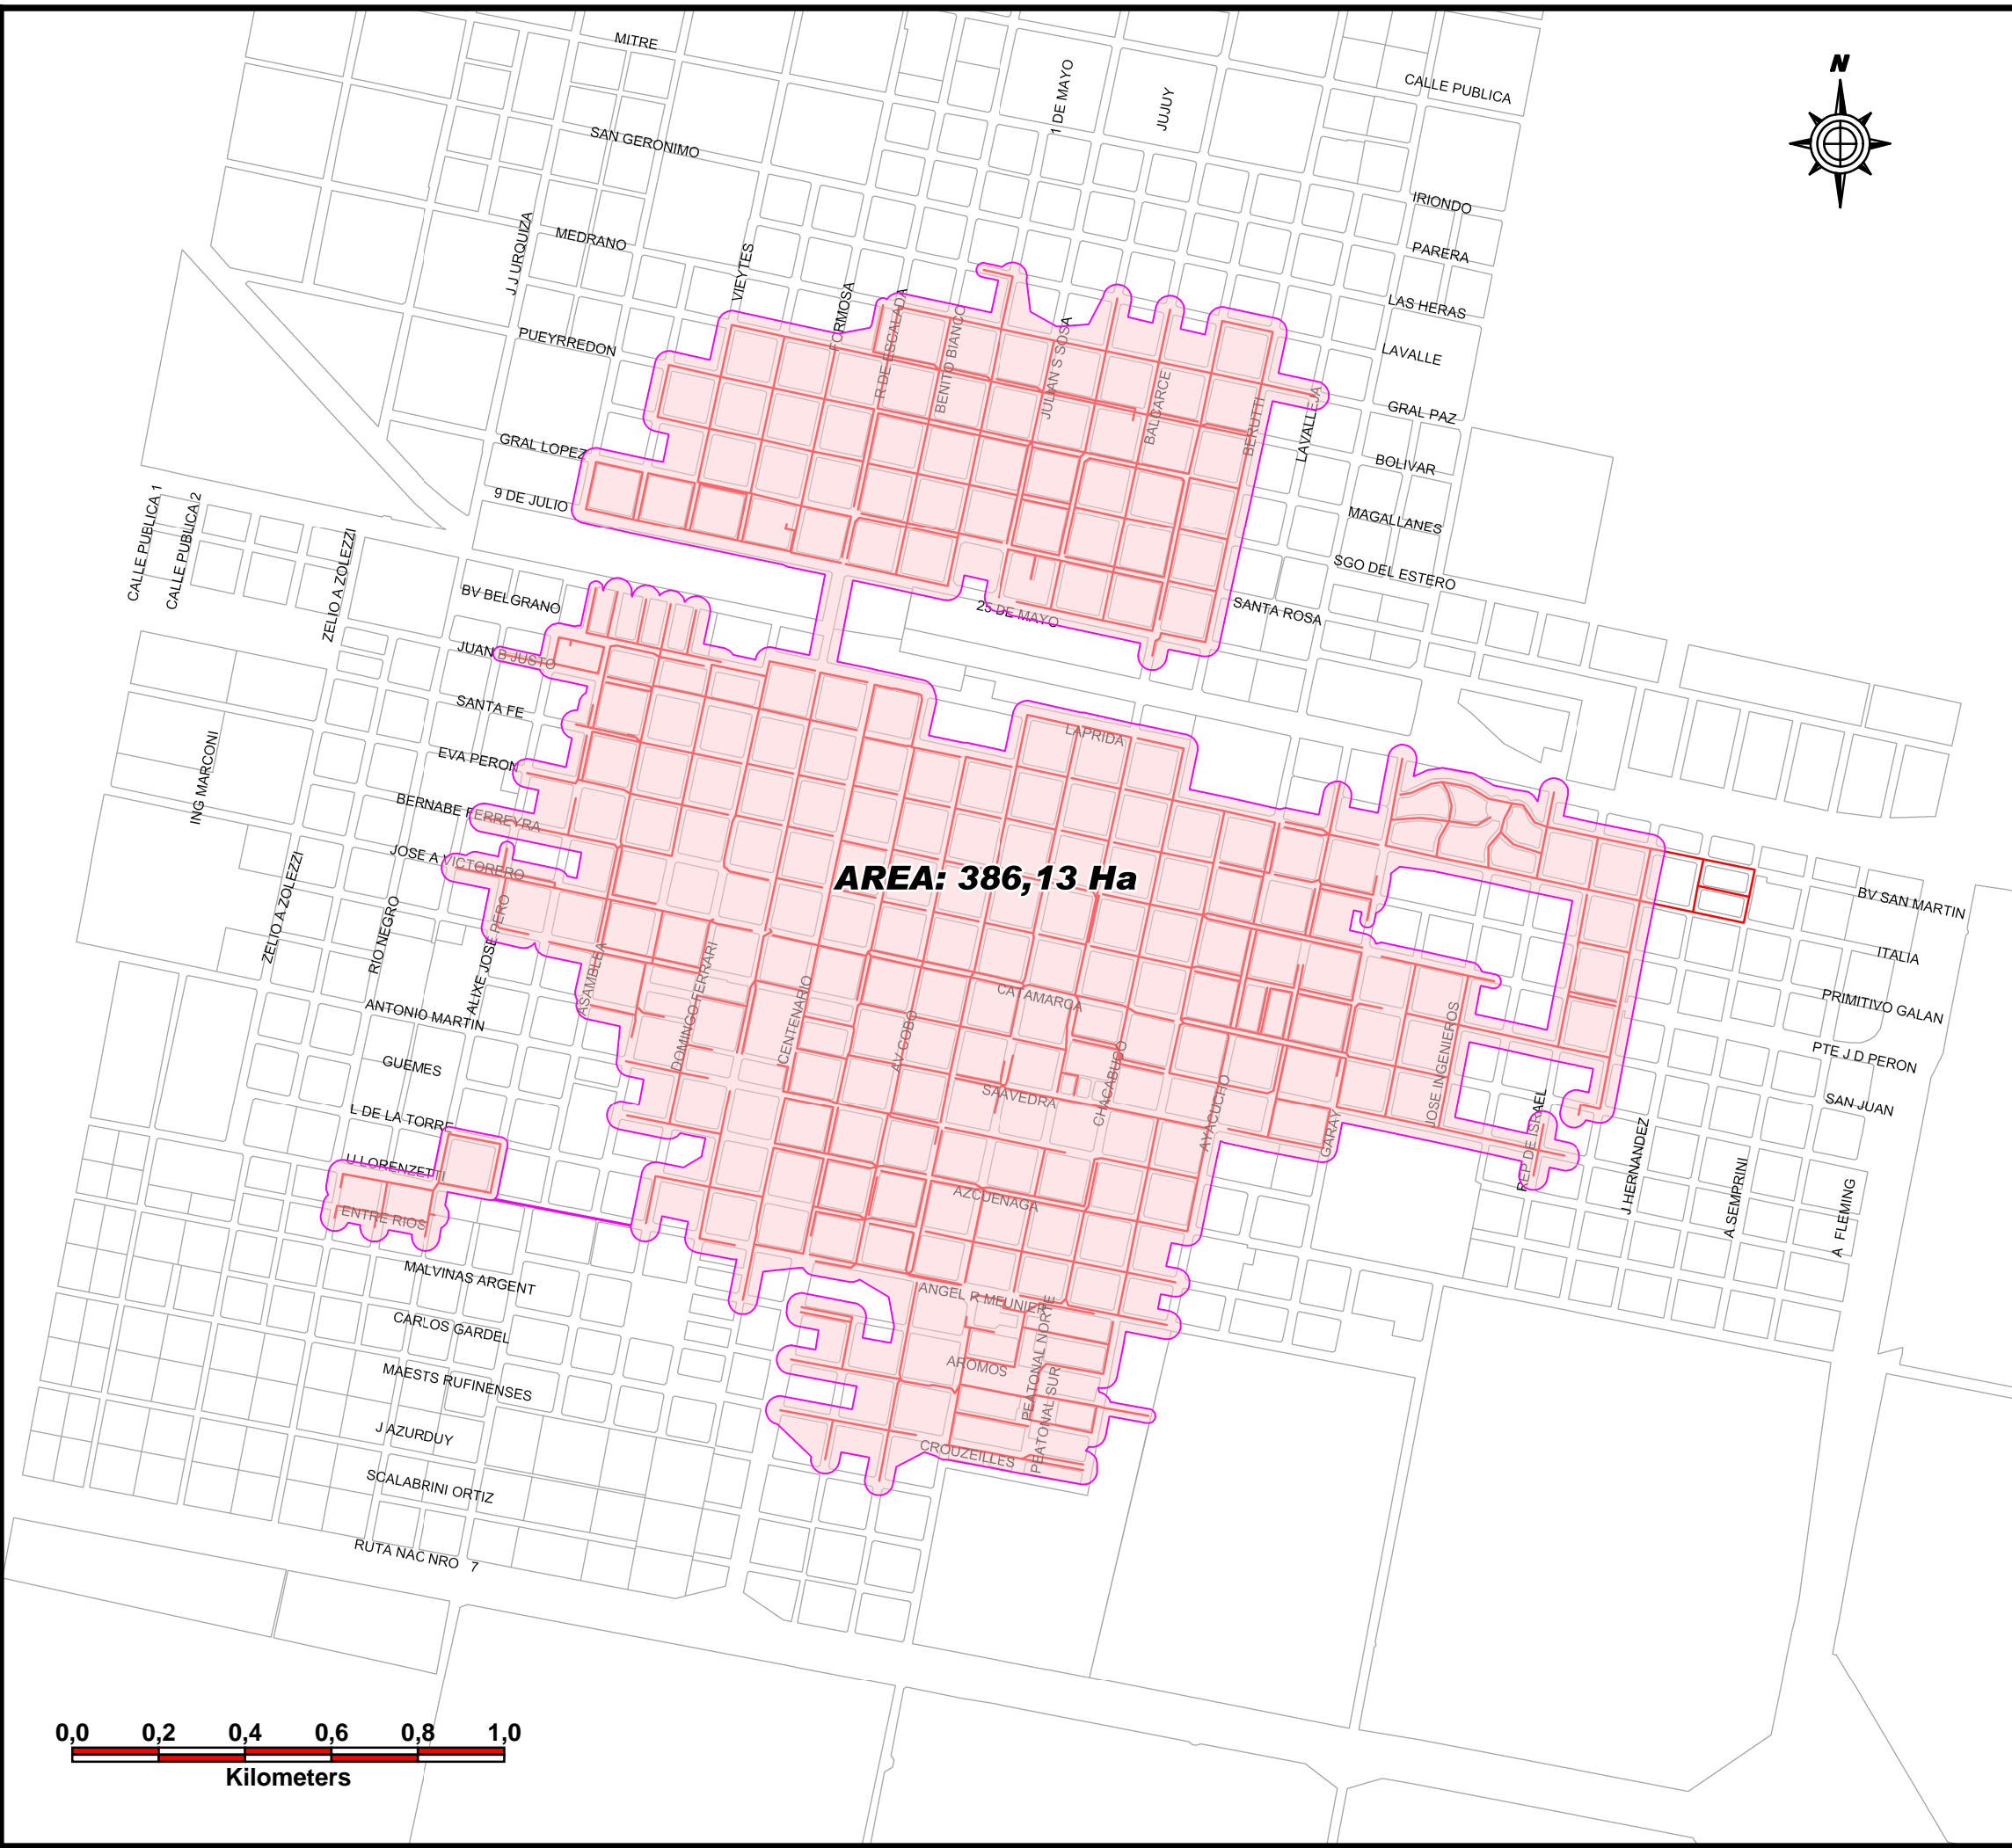 MITRE
N
1 DE MAYO
JUJUY
CALLE PUBLICA
SAN GERONIMO
IRIONDO
J J URQUIZA
MEDRANO
VIEYTES
PARERA
FORMOSA
R DE ESCALADA
BENITO BIANCO
JULIAN S SOSA
LAS HERAS
PUEYRREDON
LAVALLE
BALCARCE
BERUTTI
LAVALLEJA
GRAL PAZ
GRAL LOPEZ
BOLIVAR
9 DE JULIO
MAGALLANES
CALLE PUBLICA 1
CALLE PUBLICA 2
ZELIO A ZOLEZZI
SGO DEL ESTERO
BV BELGRANO
25 DE MAYO
SANTA ROSA
JUAN B JUSTO
SANTA FE
LAPRIDA
ING MARCONI
EVA PERON
BERNABE FERREYRA
JOSE A VICTORERO
AREA: 386,13 Ha
BV SAN MARTIN
ZELIO A ZOLEZZI
RIO NEGRO
ALIXE JOSE PERO
ASAMBLEA
DOMINGO FERRARI
CENTENARIO
AV COBO
CATAMARCA
ITALIA
PRIMITIVO GALAN
ANTONIO MARTIN
PTE J D PERON
GUEMES
SAAVEDRA
CHACABUCO
AYACUCHO
GARAY
JOSE INGENIEROS
REP DE ISRAEL
SAN JUAN
L DE LA TORRE
J HERNANDEZ
A SEMPRINI
A FLEMING
U LORENZETTI
AZCUENAGA
ENTRE RIOS
MALVINAS ARGENT
ANGEL R MEUNIER
CARLOS GARDEL
PEATONAL NORTE
AROMOS
MAESTS RUFINENSES
PEATONAL SUR
J AZURDUY
CROUZEILLES
SCALABRINI ORTIZ
RUTA NAC NRO 7
0,0 0,2 0,4 0,6 0,8 1,0
Kilometers